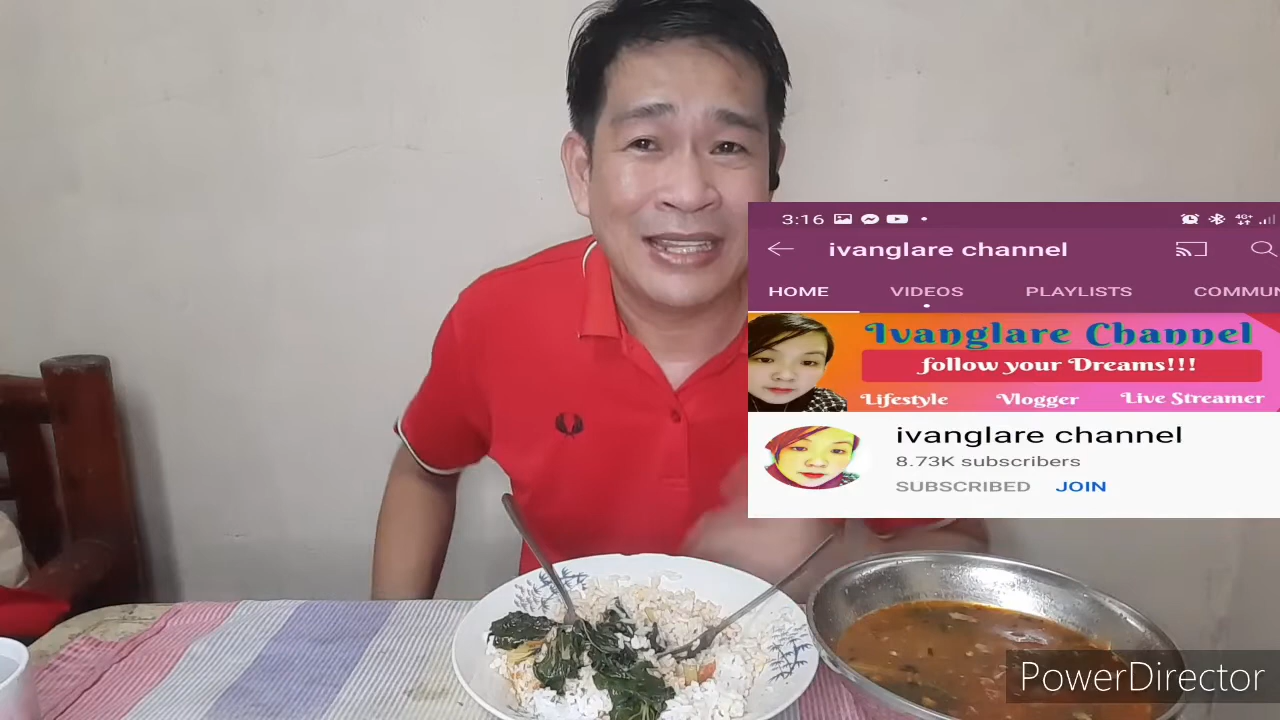 3:16
4G+
ivanglare channel
HOME VIDEOS PLAYLISTS COMMUN
Ivanglare Channel
follow your Dreams!!!
Lifestyle Vlogger Live Streamer
ivanglare channel
8.73K subscribers
SUBSCRIBED JOIN
PowerDirector